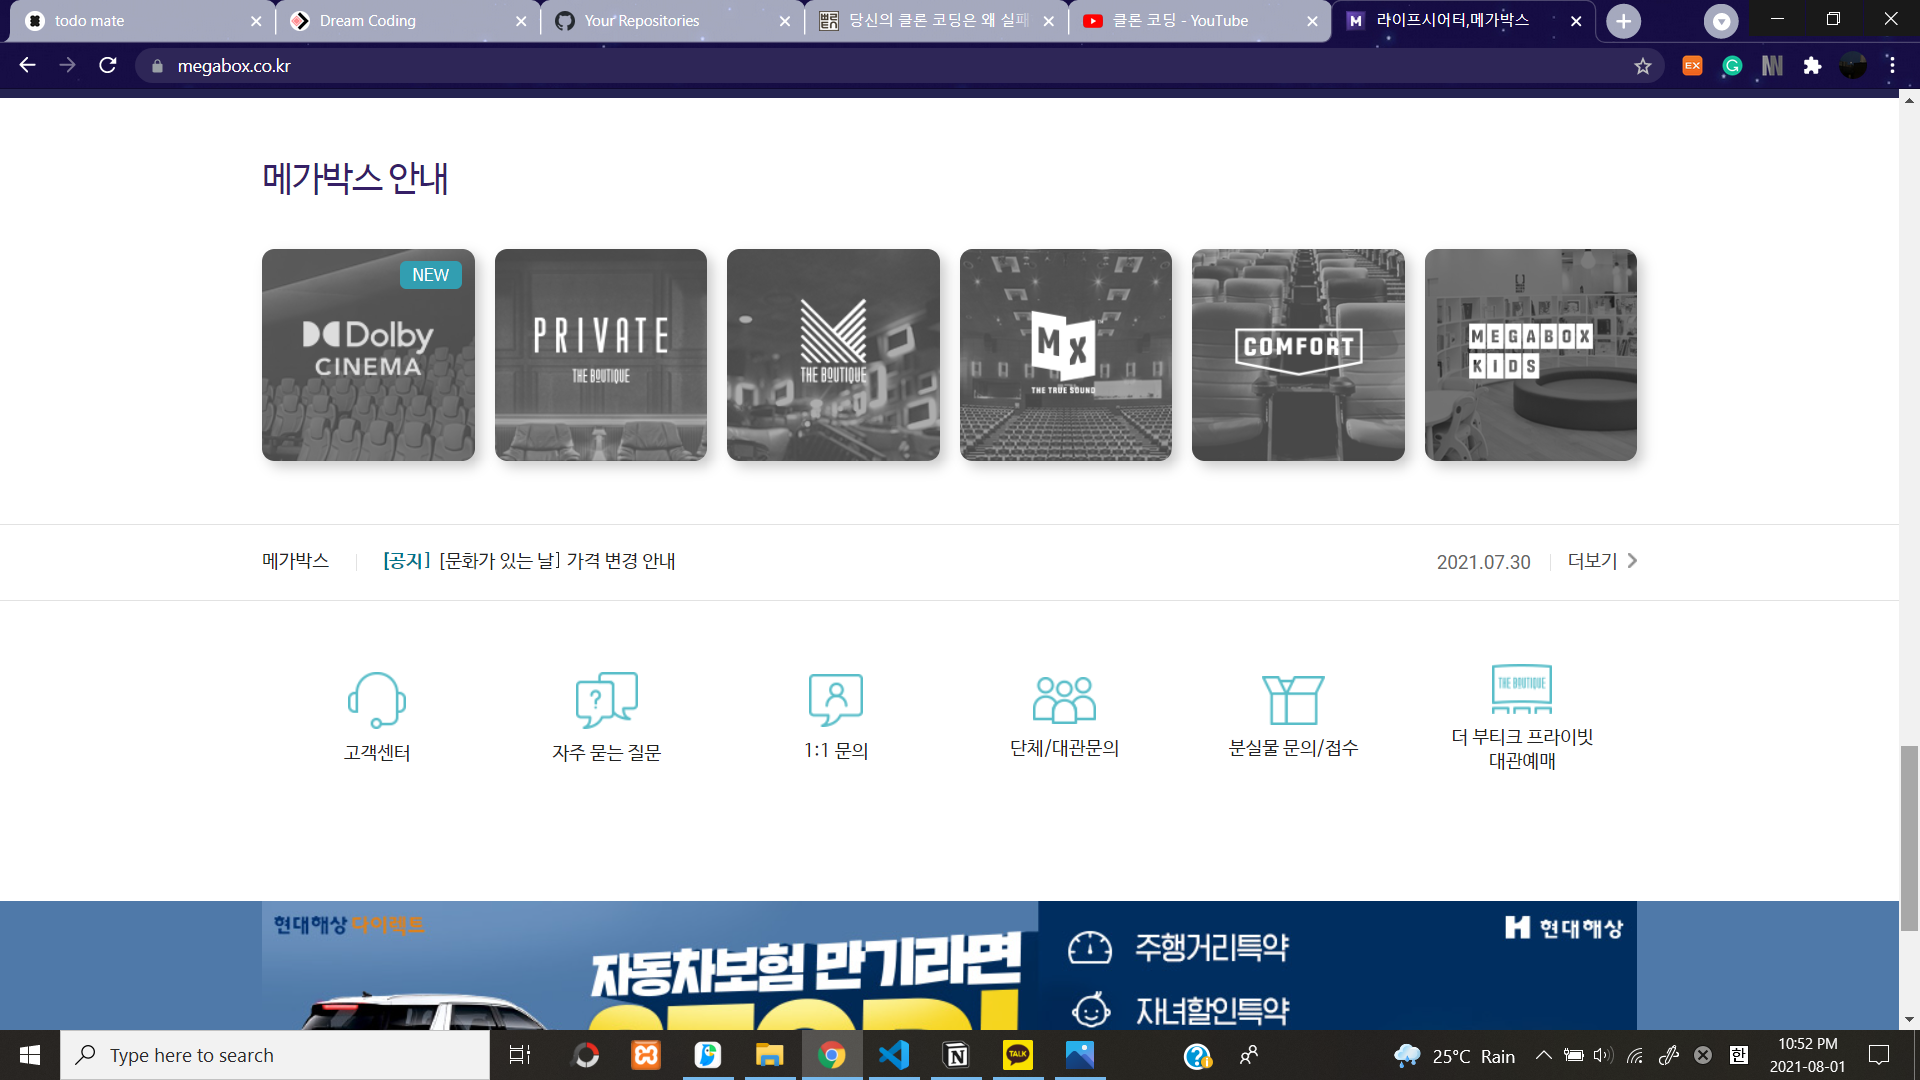 todo mate
Dream Coding
Your Repositories
당신의 클론 코딩은 왜 실패
클론 코딩 - YouTube
라이프시어터,메가박스
megabox.co.kr
EX
메가박스 안내
NEW
Dolby
CINEMA
PRIVATE
THE BOUTIQUE
THE BOUTIQUE
MX
THE TRUE SOUND
COMFORT
MEGABOX
KIDS
메가박스
[공지] [문화가 있는 날] 가격 변경 안내
2021.07.30
더보기
THE BOUTIQUE
고객센터
자주 묻는 질문
1:1 문의
단체/대관문의
분실물 문의/접수
더 부티크 프라이빗
대관예매
현대해상 다이렉트
자동차보험 만기라면
STOP!
주행거리특약
자녀할인특약
현대해상
Type here to search
TALK
25°C Rain
한
10:52 PM
2021-08-01